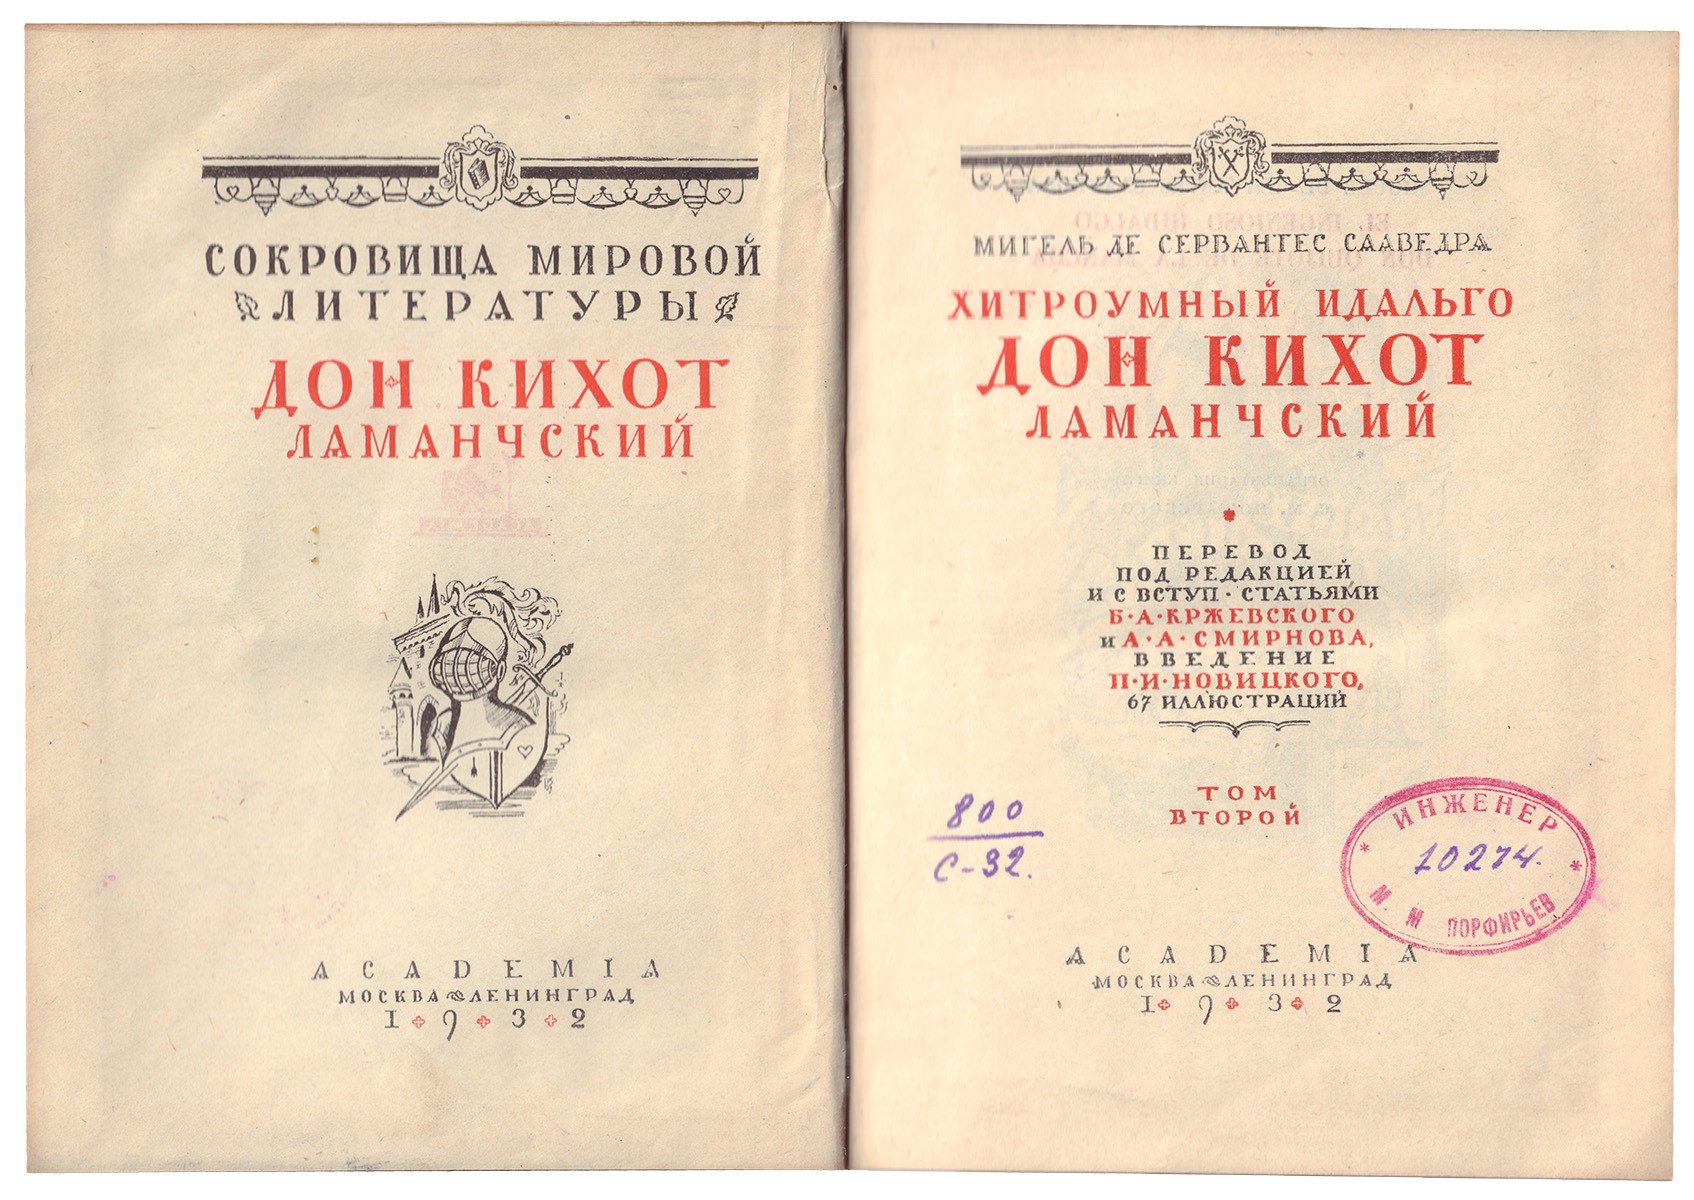 СОКРОВИЩА МИРОВОЙ
ЛИТЕРАТУРЫ
ДОН КИХОТ
ЛАМАНЧСКИЙ
ACADEMIA
МОСКВА ЛЕНИНГРАД
1932
МИГЕЛЬ ДЕ СЕРВАНТЕС СААВЕДРА
ХИТРОУМНЫЙ ИДАЛЬГО
ДОН КИХОТ
ЛАМАНЧСКИЙ
ПЕРЕВОД
ПОД РЕДАКЦИЕЙ
И С ВСТУП·СТАТЬЯМИ
Б·А·КРЖЕВСКОГО
и А·А·СМИРНОВА,
ВВЕДЕНИЕ
П·И·НОВИЦКОГО,
67 ИЛЛЮСТРАЦИЙ
ТОМ
ВТОРОЙ
800
С-32.
* ИНЖЕНЕР *
10274.
М. М ПОРФИРЬЕВ
ACADEMIA
МОСКВА ЛЕНИНГРАД
1932